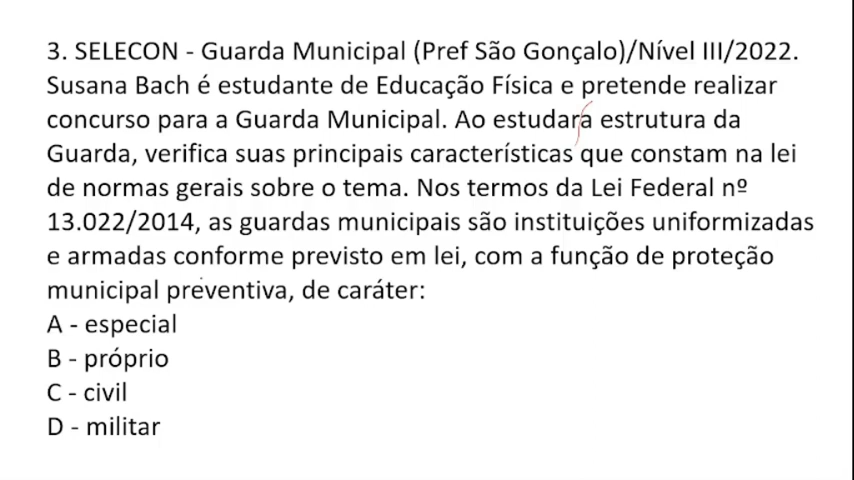 3. SELECON - Guarda Municipal (Pref São Gonçalo)/Nível III/2022.
Susana Bach é estudante de Educação Física e pretende realizar
concurso para a Guarda Municipal. Ao estudara estrutura da
Guarda, verifica suas principais características que constam na lei
de normas gerais sobre o tema. Nos termos da Lei Federal nº
13.022/2014, as guardas municipais são instituições uniformizadas
e armadas conforme previsto em lei, com a função de proteção
municipal preventiva, de caráter:
A - especial
B - próprio
C - civil
D - militar